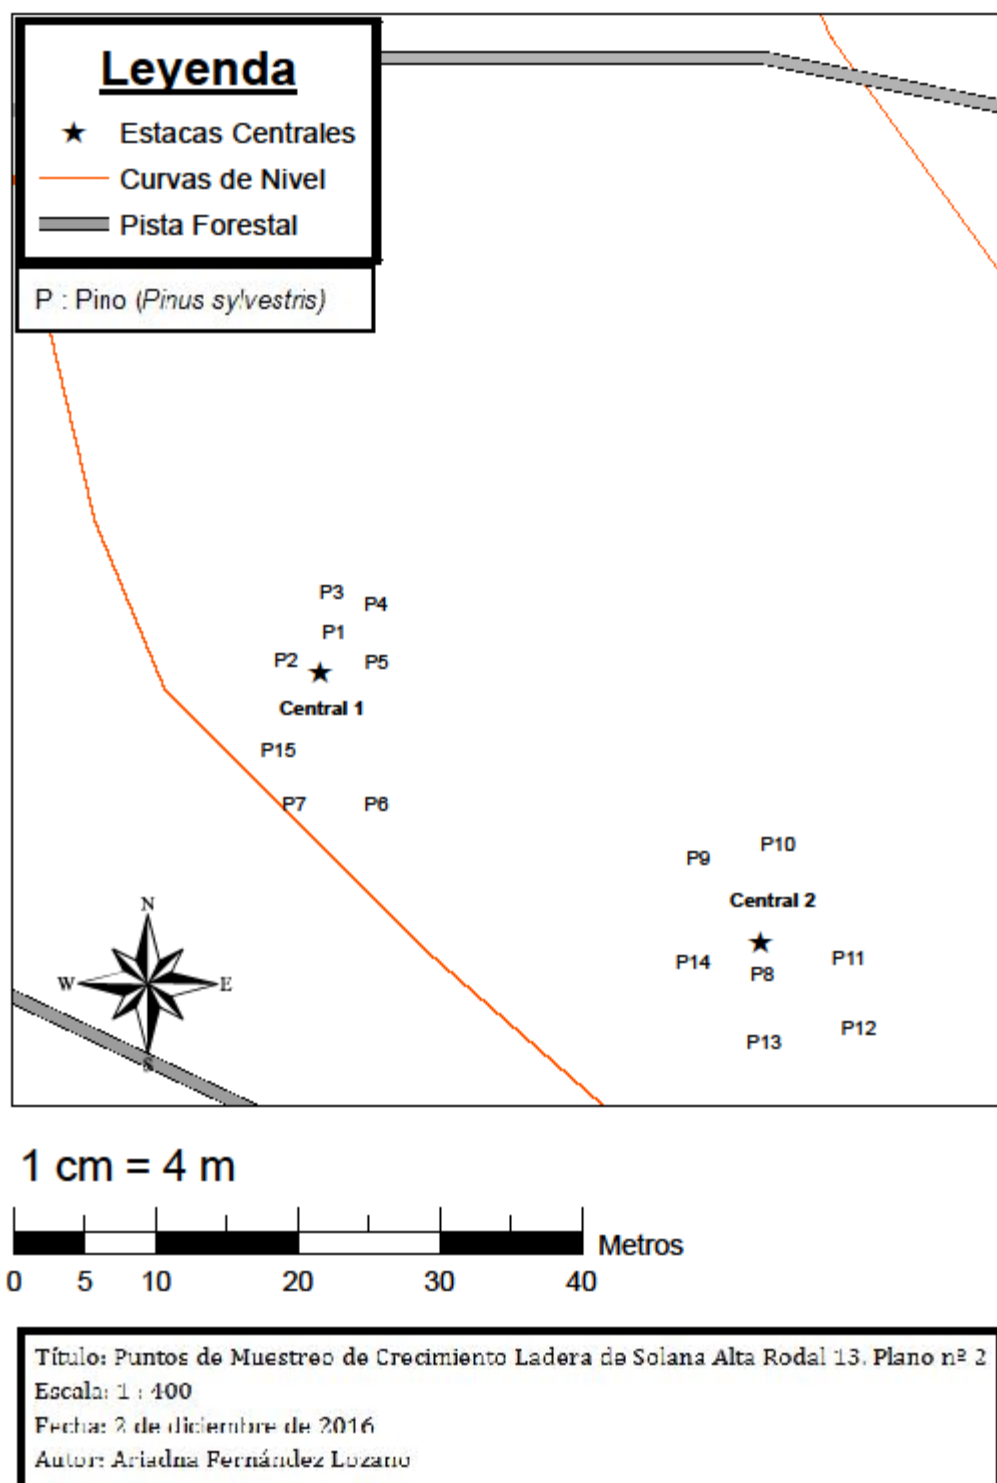 Leyenda
Estacas Centrales
Curvas de Nivel
Pista Forestal
P : Pino (Pinus sylvestris)
P3
P4
P1
P2
P5
Central 1
P15
P7
P6
P10
P9
Central 2
N
W
E
S
P14
P8
P11
P13
P12
1 cm = 4 m
Metros
0 5 10 20 30 40
Título: Puntos de Muestreo de Crecimiento Ladera de Solana Alta Rodal 13. Plano nº 2
Escala: 1 : 400
Fecha: 2 de diciembre de 2016
Autor: Ariadna Fernández Lozano